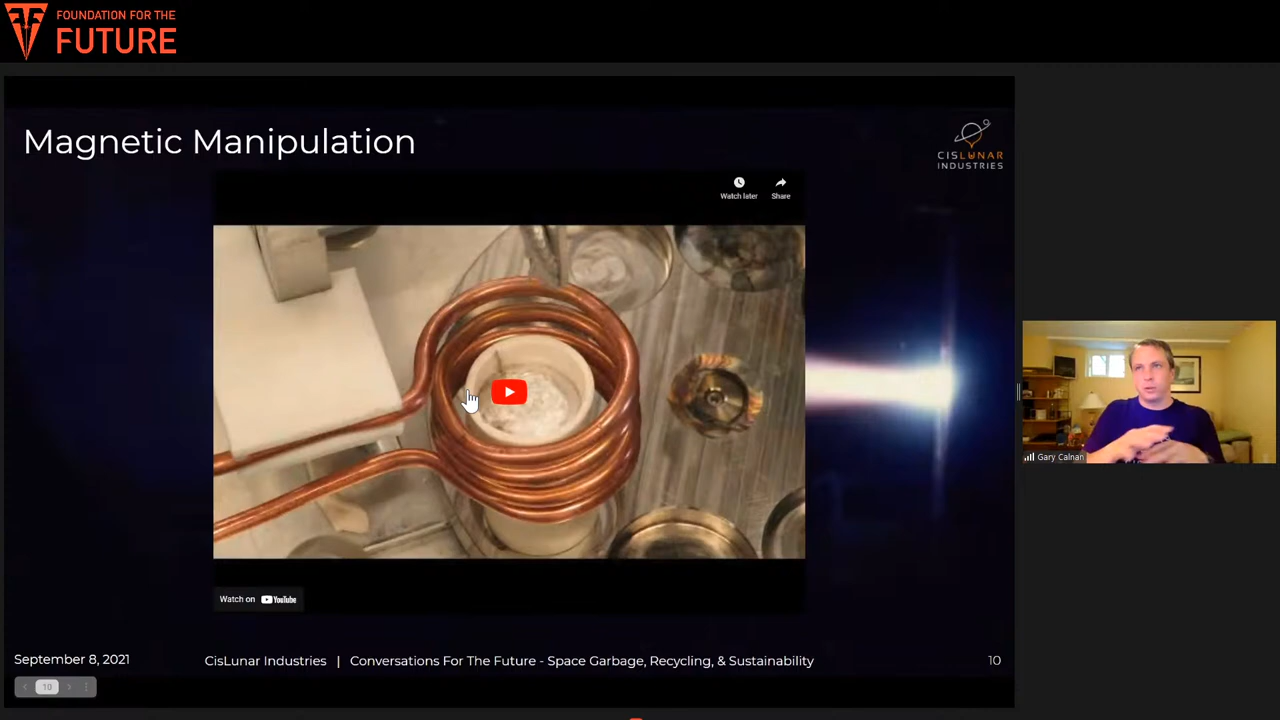 FOUNDATION FOR THE
FUTURE
Magnetic Manipulation
CISLUNAR
INDUSTRIES
Watch later
Share
Gary Calnan
Watch on YouTube
September 8, 2021
CisLunar Industries | Conversations For The Future - Space Garbage, Recycling, & Sustainability
10
10